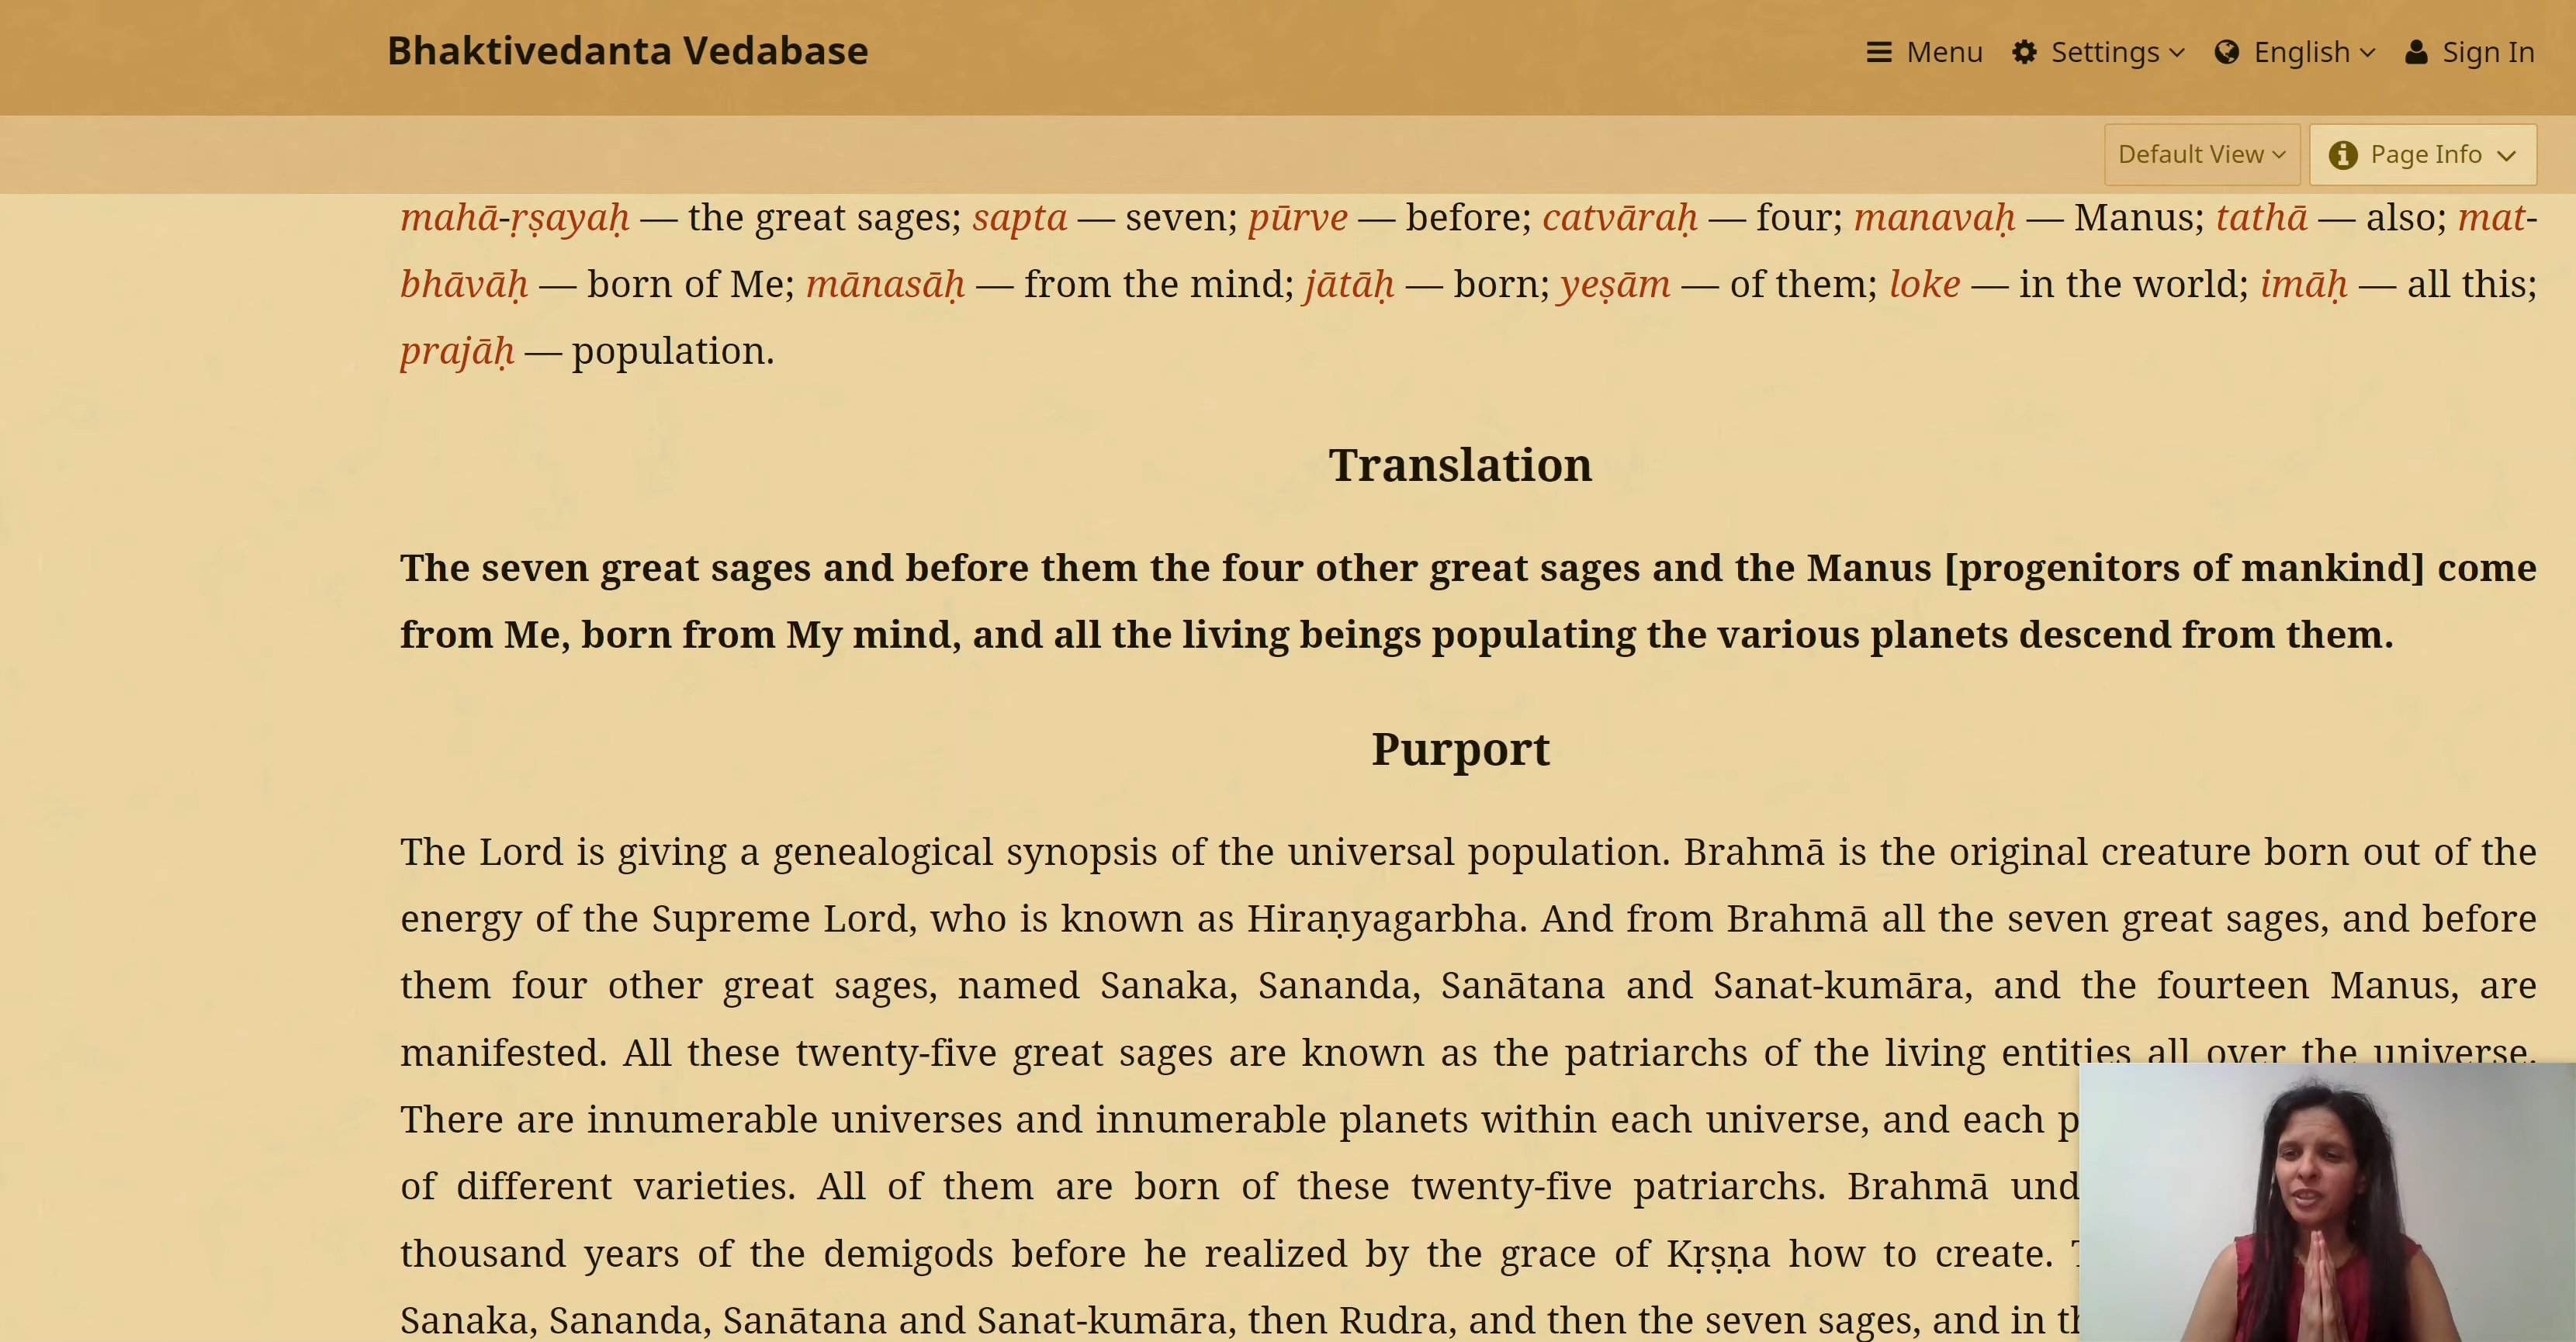 Bhaktivedanta Vedabase
Menu Settings English Sign In
Default View Page Info
mahā-ṛṣayaḥ — the great sages; sapta — seven; pūrve — before; catvāraḥ — four; manavaḥ — Manus; tathā — also; mat-
bhāvāḥ — born of Me; mānasāḥ — from the mind; jātāḥ — born; yeṣām — of them; loke — in the world; imāḥ — all this;
prajāḥ — population.
Translation
The seven great sages and before them the four other great sages and the Manus [progenitors of mankind] come
from Me, born from My mind, and all the living beings populating the various planets descend from them.
Purport
The Lord is giving a genealogical synopsis of the universal population. Brahmā is the original creature born out of the
energy of the Supreme Lord, who is known as Hiraṇyagarbha. And from Brahmā all the seven great sages, and before
them four other great sages, named Sanaka, Sananda, Sanātana and Sanat-kumāra, and the fourteen Manus, are
manifested. All these twenty-five great sages are known as the patriarchs of the living entities all over the universe.
There are innumerable universes and innumerable planets within each universe, and each
of different varieties. All of them are born of these twenty-five patriarchs. Brahmā
thousand years of the demigods before he realized by the grace of Kṛṣṇa how to create.
Sanaka, Sananda, Sanātana and Sanat-kumāra, then Rudra, and then the seven sages, and in